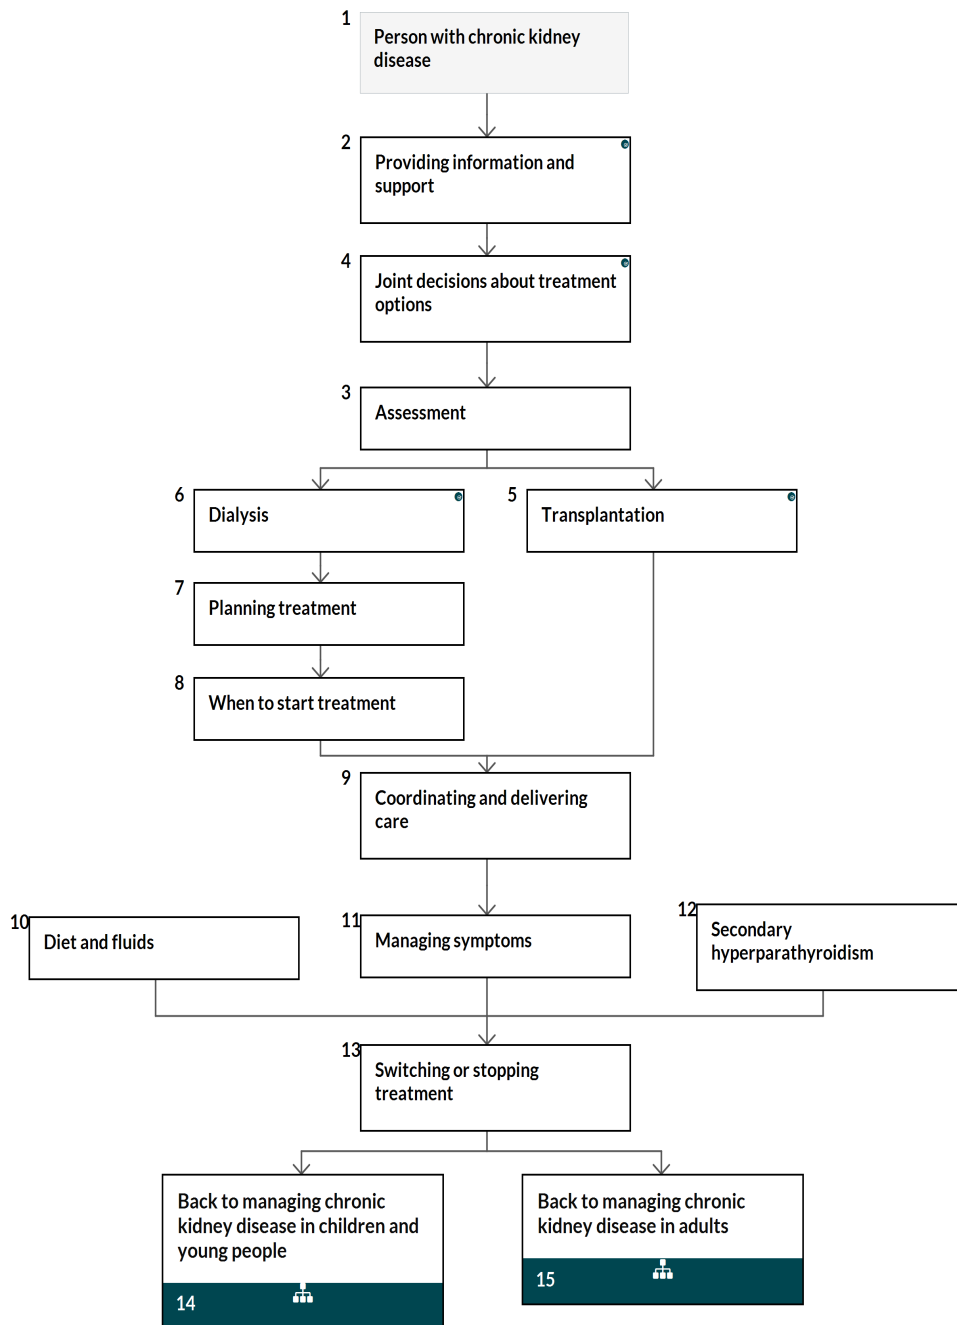 1
Person with chronic kidney
disease
2
Providing information and
support
4
Joint decisions about treatment
options
3
Assessment
6
Dialysis
5
Transplantation
7
Planning treatment
8
When to start treatment
9
Coordinating and delivering
care
10
Diet and fluids
11
Managing symptoms
12
Secondary
hyperparathyroidism
13
Switching or stopping
treatment
Back to managing chronic
kidney disease in children and
young people
14
Back to managing chronic
kidney disease in adults
15